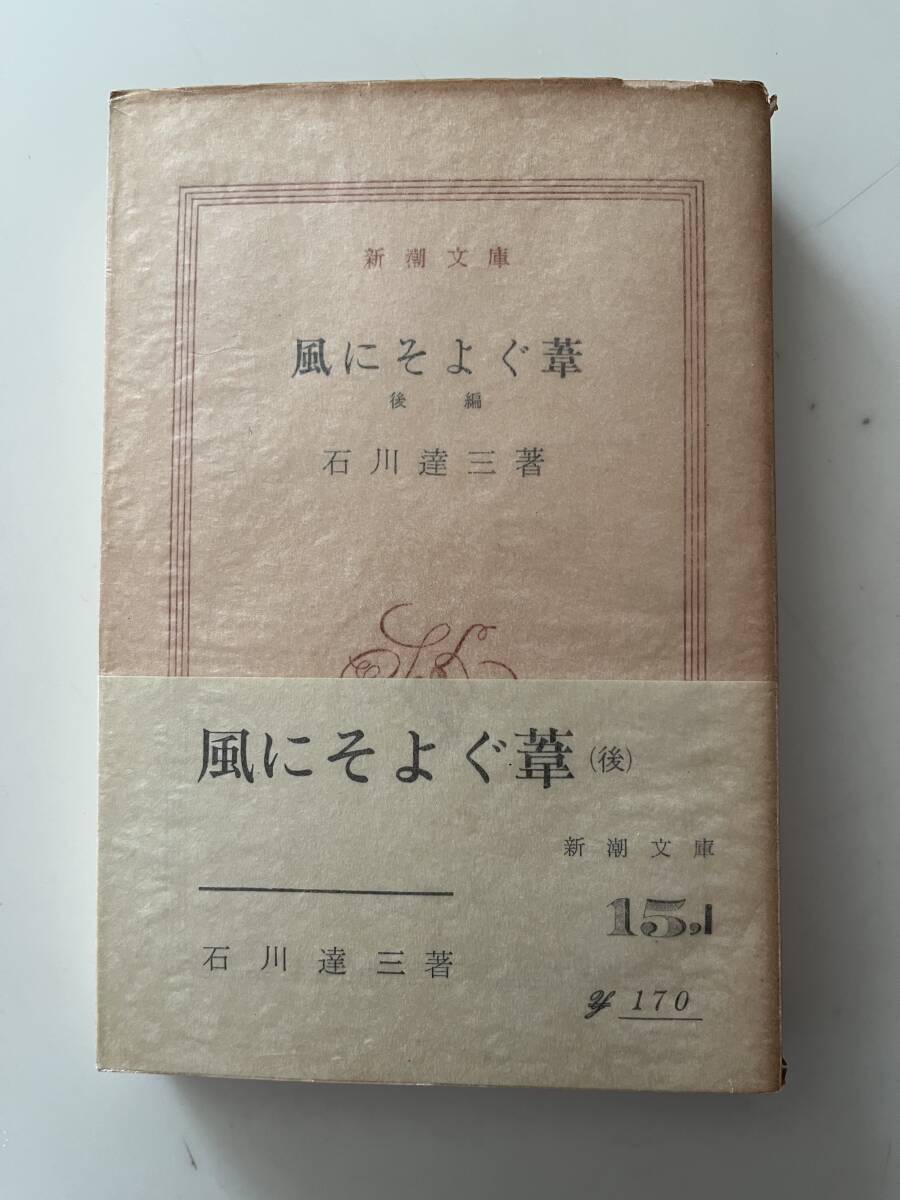 新潮文庫
風にそよぐ葦
後編
石川達三著
風にそよぐ葦(後)
新潮文庫
15,1
石川達三著
170